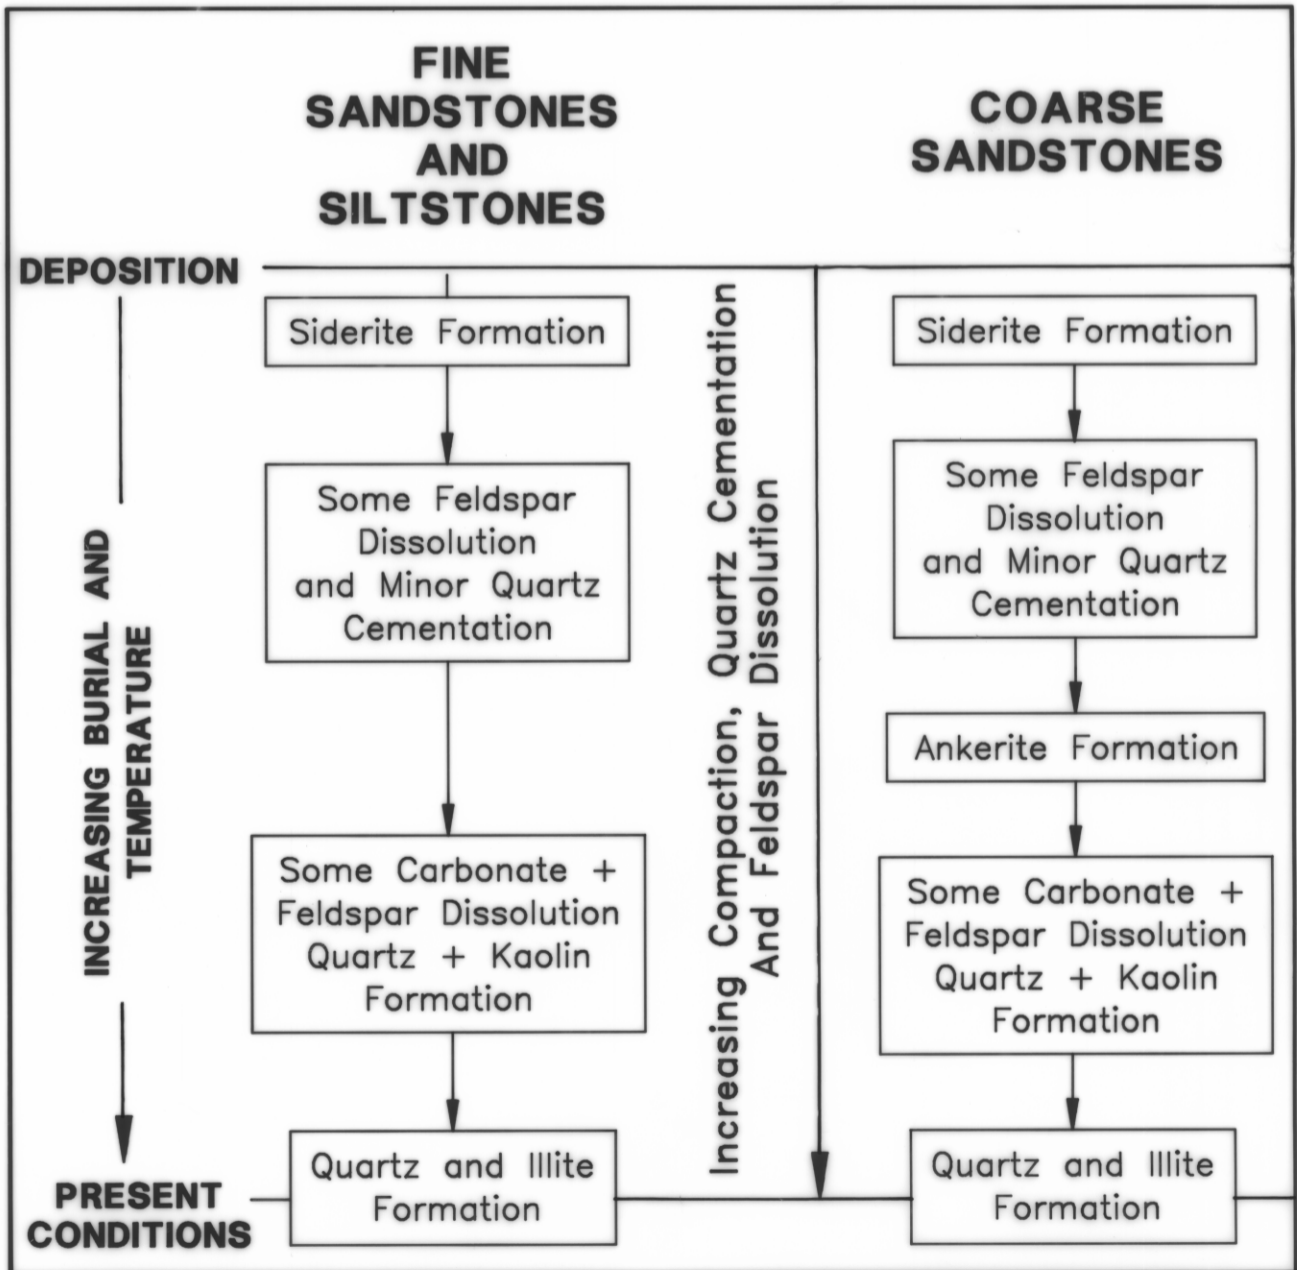 FINE
SANDSTONES
AND
SILTSTONES
COARSE
SANDSTONES
DEPOSITION
INCREASING BURIAL AND
TEMPERATURE
PRESENT
CONDITIONS
Siderite Formation
Some Feldspar
Dissolution
and Minor Quartz
Cementation
Some Carbonate +
Feldspar Dissolution
Quartz + Kaolin
Formation
Quartz and Illite
Formation
Increasing Compaction, Quartz Cementation
And Feldspar Dissolution
Siderite Formation
Some Feldspar
Dissolution
and Minor Quartz
Cementation
Ankerite Formation
Some Carbonate +
Feldspar Dissolution
Quartz + Kaolin
Formation
Quartz and Illite
Formation